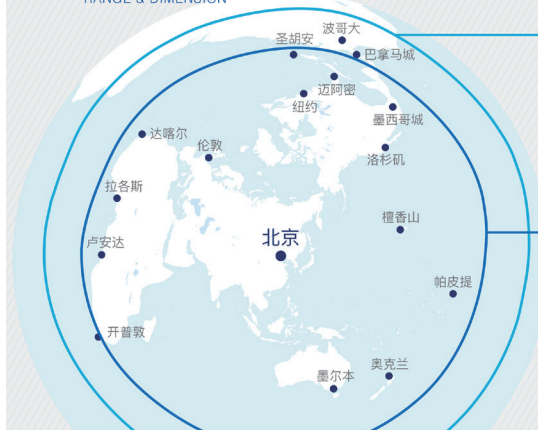 RANGE & DIMENSION
波哥大
圣胡安
巴拿马城
迈阿密
纽约
墨西哥城
达喀尔
伦敦
洛杉矶
拉各斯
檀香山
卢安达
北京
帕皮提
开普敦
奥克兰
墨尔本